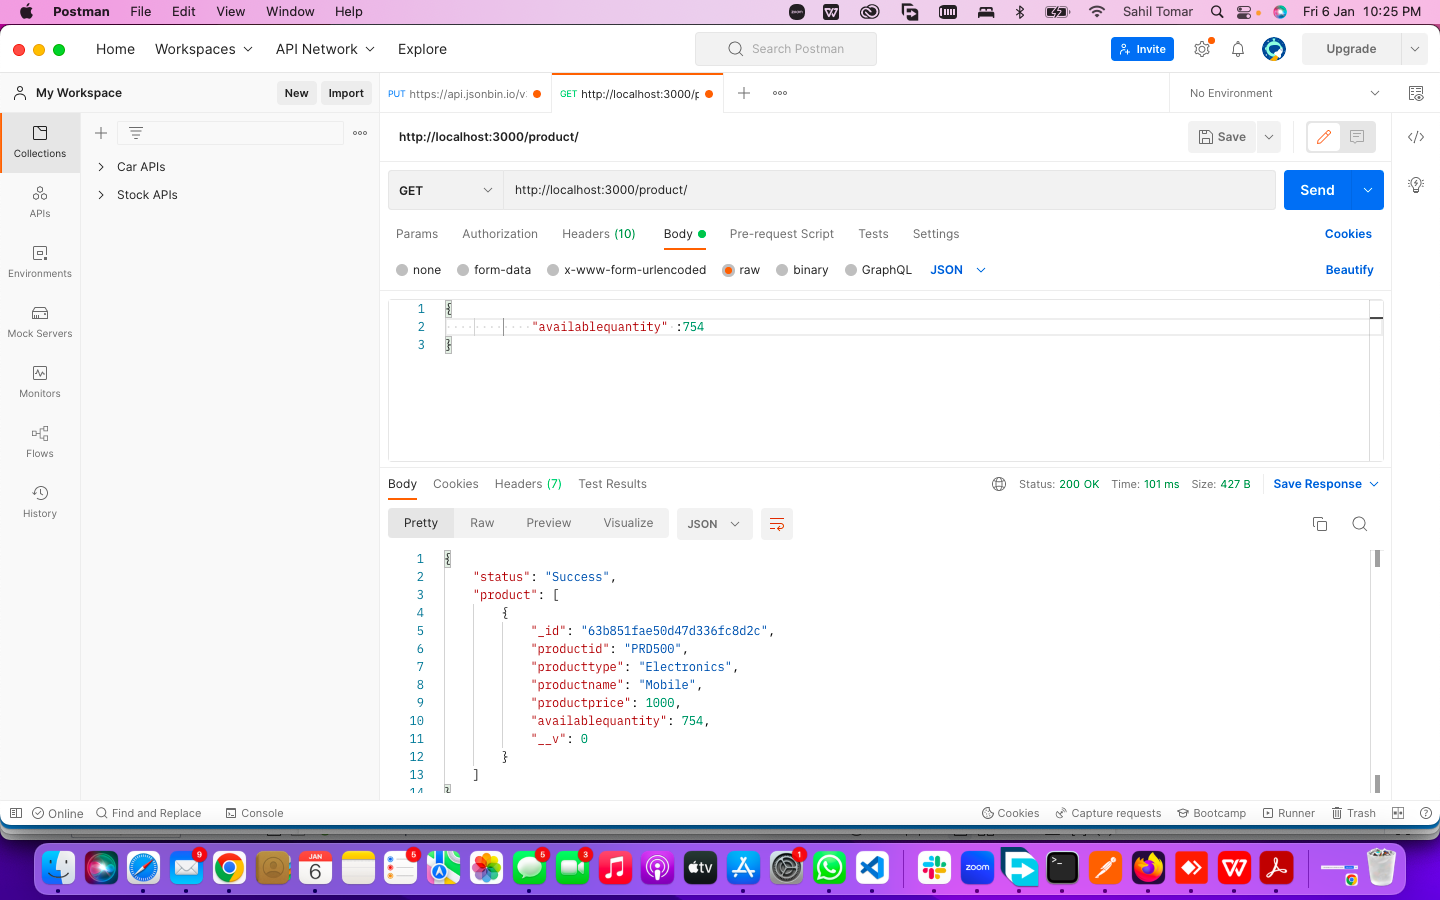 Postman File Edit View Window Help Sahil Tomar Fri 6 Jan 10:25 PM
Home Workspaces API Network Explore Search Postman Invite Upgrade
My Workspace New Import PUT https://api.jsonbin.io/v GET http://localhost:3000/p No Environment
Collections
APIs
Environments
Mock Servers
Monitors
Flows
History
Car APIs
Stock APIs
http://localhost:3000/product/ Save
GET http://localhost:3000/product/ Send
Params Authorization Headers (10) Body Pre-request Script Tests Settings Cookies
none form-data x-www-form-urlencoded raw binary GraphQL JSON Beautify
1 {
2 "availablequantity" :754
3 }
Body Cookies Headers (7) Test Results Status: 200 OK Time: 101 ms Size: 427 B Save Response
Pretty Raw Preview Visualize JSON
1 {
2 "status": "Success",
3 "product": [
4 {
5 "_id": "63b851fae50d47d336fc8d2c",
6 "productid": "PRD500",
7 "producttype": "Electronics",
8 "productname": "Mobile",
9 "productprice": 1000,
10 "availablequantity": 754,
11 "__v": 0
12 }
13 ]
14 }
Online Find and Replace Console Cookies Capture requests Bootcamp Runner Trash
9 JAN 6 5 5 3 tv 1 zoom